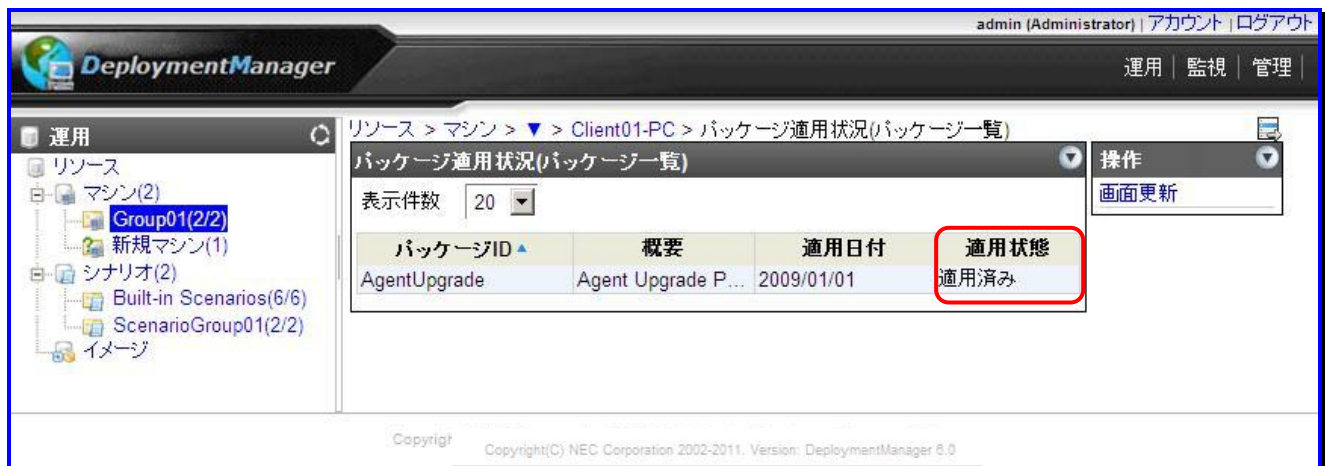 admin (Administrator) | アカウント | ログアウト
DeploymentManager
運用 | 監視 | 管理 |
運用
リソース
マシン(2)
Group01(2/2)
新規マシン(1)
シナリオ(2)
Built-in Scenarios(6/6)
ScenarioGroup01(2/2)
イメージ
リソース > マシン > ▼ > Client01-PC > パッケージ適用状況(パッケージ一覧)
パッケージ適用状況(パッケージ一覧)
表示件数 20
パッケージID▲ 概要 適用日付 適用状態
AgentUpgrade Agent Upgrade P... 2009/01/01 適用済み
操作
画面更新
Copyrigh
Copyright(C) NEC Corporation 2002-2011. Version: DeploymentManager 6.0